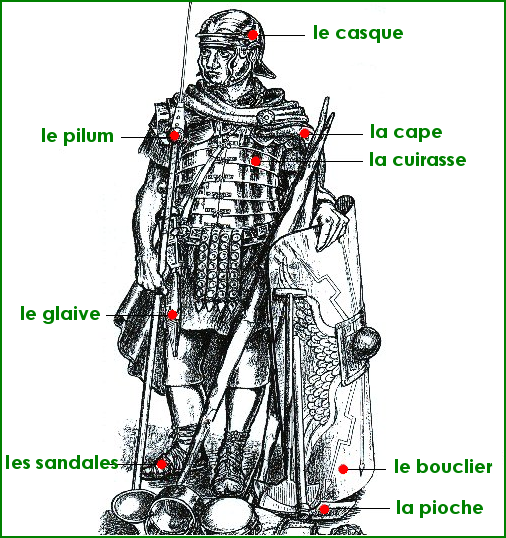 le casque
le pilum
la cape
la cuirasse
le glaive
les sandales
le bouclier
la pioche